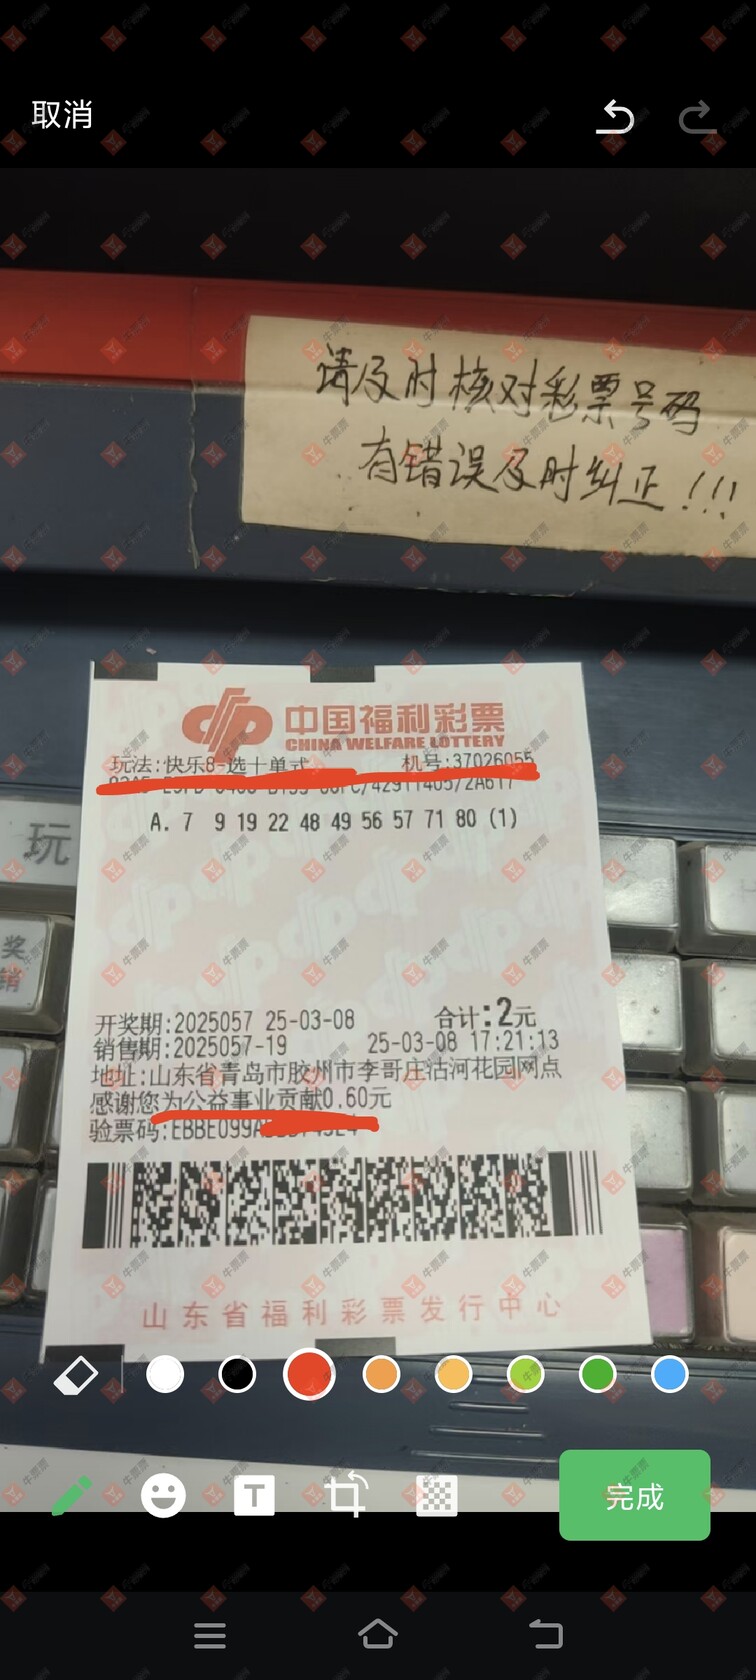 取消
请及时核对彩票号码
有错误及时纠正!!!
中国福利彩票
CHINA WELFARE LOTTERY
玩法:快乐8-选十单式 机号:37026055
A. 7 9 19 22 48 49 56 57 71 80 (1)
玩
奖
销
开奖期:2025057 25-03-08 合计:2元
销售期:2025057-19 25-03-08 17:21:13
地址:山东省青岛市胶州市李哥庄沽河花园网点
感谢您为公益事业贡献0.60元
验票码:EBBE099A
山东省福利彩票发行中心
T
完成